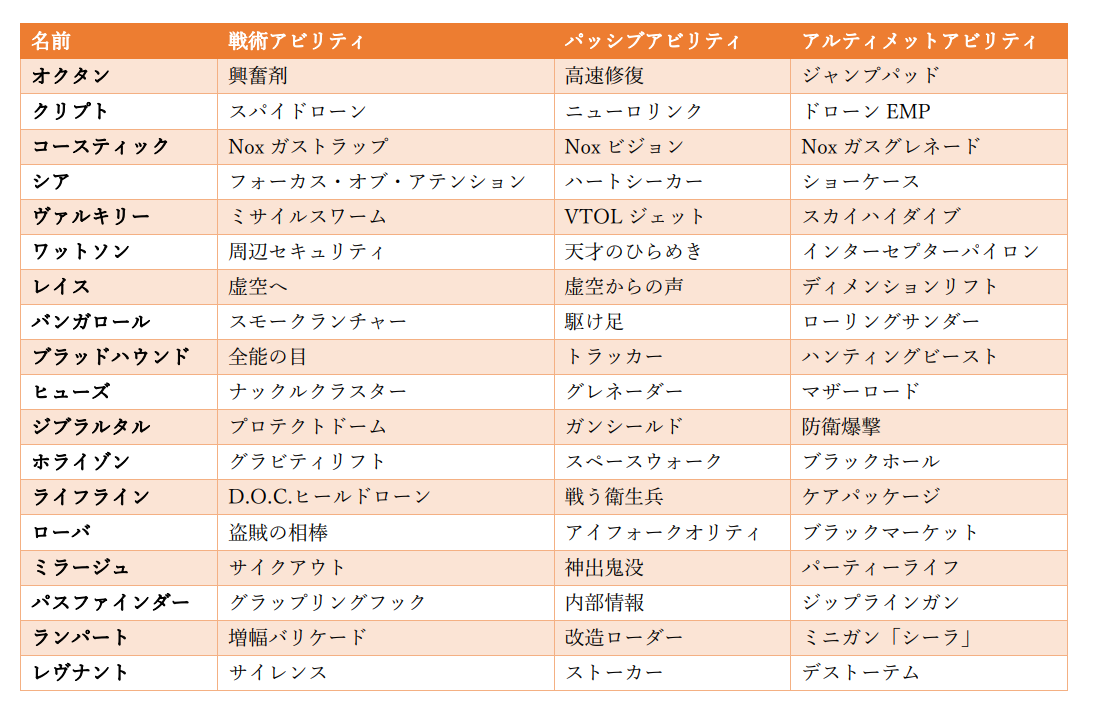 名前 戦術アビリティ パッシブアビリティ アルティメットアビリティ
オクタン 興奮剤 高速修復 ジャンプパッド
クリプト スパイドローン ニューロリンク ドローン EMP
コースティック Nox ガストラップ Nox ビジョン Nox ガスグレネード
シア フォーカス・オブ・アテンション ハートシーカー ショーケース
ヴァルキリー ミサイルスワーム VTOL ジェット スカイハイダイブ
ワットソン 周辺セキュリティ 天才のひらめき インターセプターパイロン
レイス 虚空へ 虚空からの声 ディメンションリフト
バンガロール スモークランチャー 駆け足 ローリングサンダー
ブラッドハウンド 全能の目 トラッカー ハンティングビースト
ヒューズ ナックルクラスター グレネーダー マザーロード
ジブラルタル プロテクトドーム ガンシールド 防衛爆撃
ホライゾン グラビティリフト スペースウォーク ブラックホール
ライフライン D.O.C.ヒールドローン 戦う衛生兵 ケアパッケージ
ローバ 盗賊の相棒 アイフォークオリティ ブラックマーケット
ミラージュ サイクアウト 神出鬼没 パーティーライフ
パスファインダー グラップリングフック 内部情報 ジップラインガン
ランパート 増幅バリケード 改造ローダー ミニガン「シーラ」
レヴナント サイレンス ストーカー デストーテム